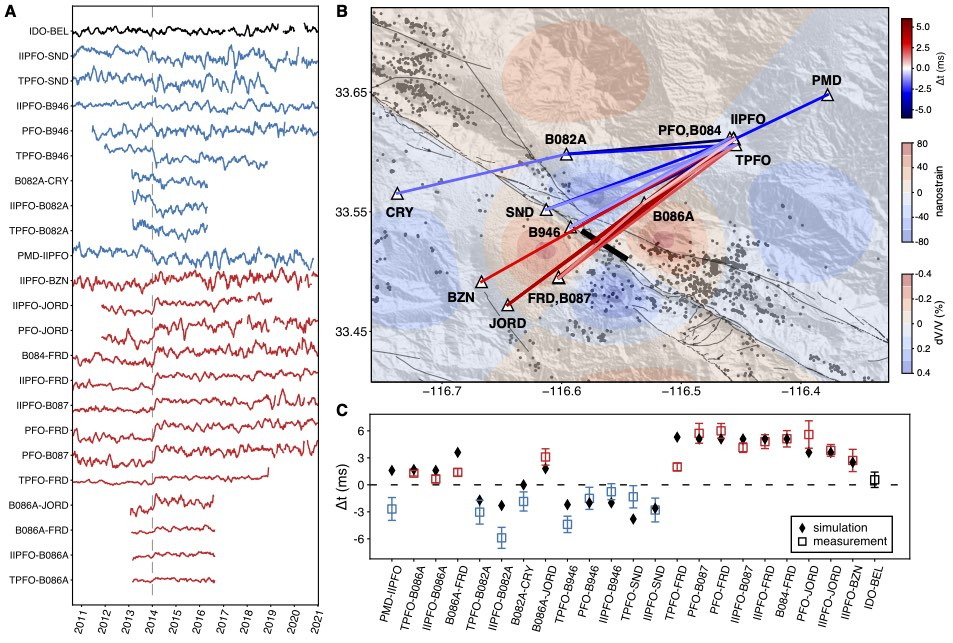 A
IDO-BEL
IIPFO-SND
TPFO-SND
IIPFO-B946
PFO-B946
TPFO-B946
B082A-CRY
IIPFO-B082A
TPFO-B082A
PMD-IIPFO
IIPFO-BZN
IIPFO-JORD
PFO-JORD
B084-FRD
IIPFO-FRD
IIPFO-B087
PFO-FRD
PFO-B087
TPFO-FRD
B086A-JORD
B086A-FRD
IIPFO-B086A
TPFO-B086A
2011 2012 2013 2014 2015 2016 2017 2018 2019 2020 2021
B
33.65
33.55
33.45
−116.7 −116.6 −116.5 −116.4
PMD
IIPFO
PFO,B084
TPFO
B082A
CRY
SND
B946
B086A
BZN
FRD,B087
JORD
5.0
2.5
0.0
-2.5
-5.0
Δt (ms)
80
40
0
-40
-80
nanostrain
-0.4
-0.2
0
0.2
0.4
dV/V (%)
C
6
3
0
-3
-6
Δt (ms)
simulation
measurement
PMD-IIPFO
TPFO-B086A
IIPFO-B086A
B086A-FRD
TPFO-B082A
IIPFO-B082A
B082A-CRY
B086A-JORD
TPFO-B946
PFO-B946
IIPFO-B946
TPFO-SND
IIPFO-SND
TPFO-FRD
PFO-B087
PFO-FRD
IIPFO-B087
IIPFO-FRD
B084-FRD
PFO-JORD
IIPFO-JORD
IIPFO-BZN
IDO-BEL